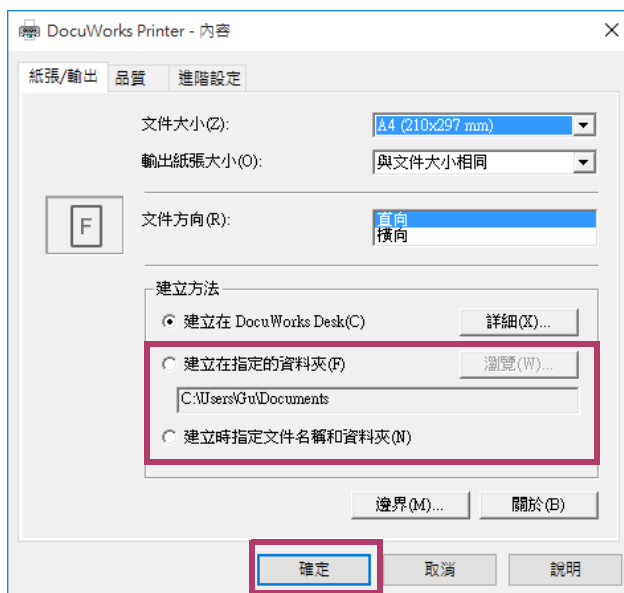 DocuWorks Printer - 內容
紙張/輸出 品質 進階設定
文件大小(Z): A4 (210x297 mm)
輸出紙張大小(O): 與文件大小相同
F
文件方向(R): 直向
橫向
建立方法
建立在 DocuWorks Desk(C) 詳細(X)...
建立在指定的資料夾(F) 瀏覽(W)...
C:\Users\Gu\Documents
建立時指定文件名稱和資料夾(N)
邊界(M)... 關於(B)
確定 取消 說明